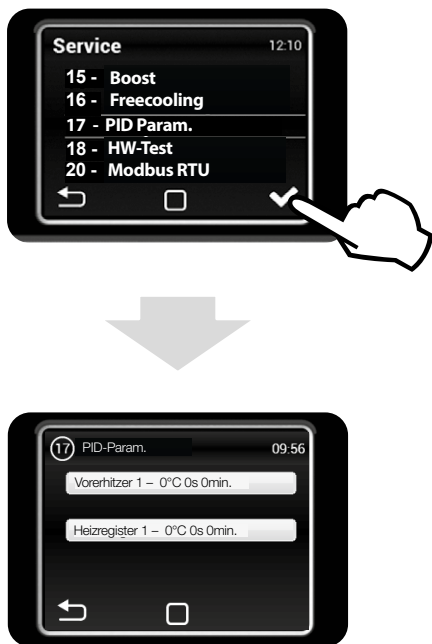 Service 12:10
15 - Boost
16 - Freecooling
17 - PID Param.
18 - HW-Test
20 - Modbus RTU
17 PID-Param. 09:56
Vorerhitzer 1 – 0°C 0s 0min.
Heizregister 1 – 0°C 0s 0min.